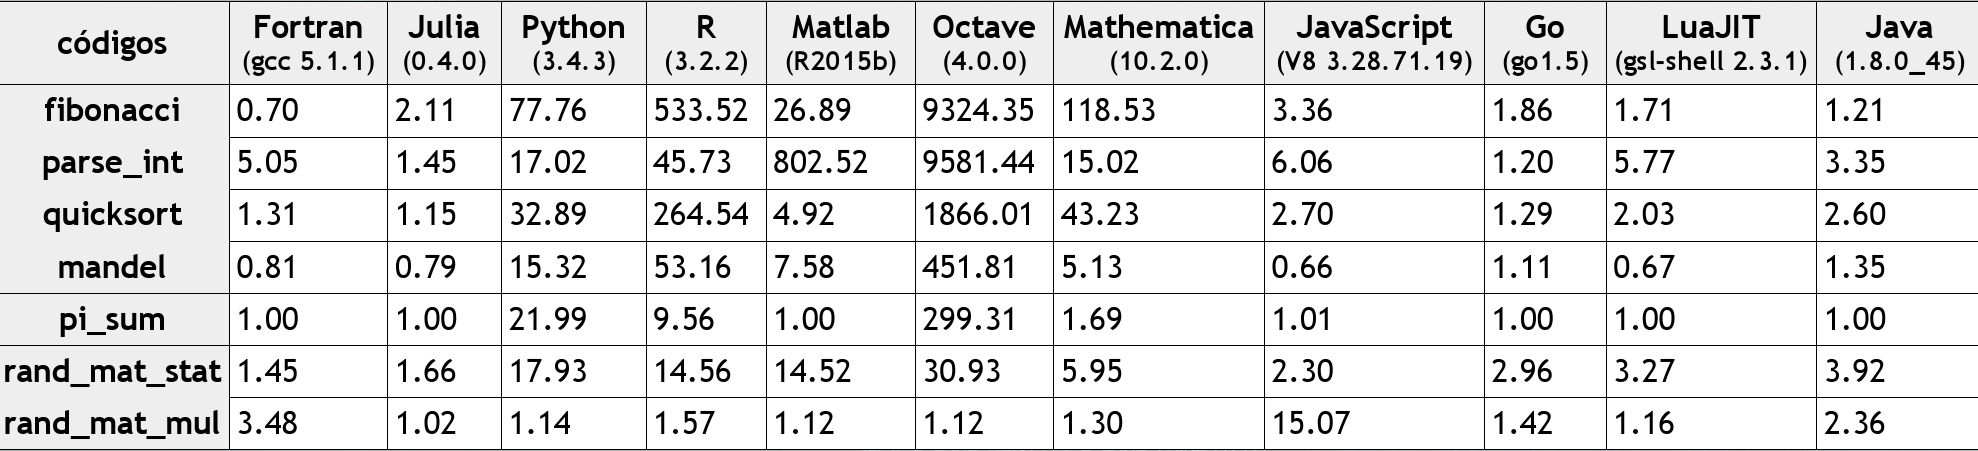 códigos Fortran Julia Python R Matlab Octave Mathematica JavaScript Go LuaJIT Java
(gcc 5.1.1) (0.4.0) (3.4.3) (3.2.2) (R2015b) (4.0.0) (10.2.0) (V8 3.28.71.19) (go1.5) (gsl-shell 2.3.1) (1.8.0_45)
fibonacci 0.70 2.11 77.76 533.52 26.89 9324.35 118.53 3.36 1.86 1.71 1.21
parse_int 5.05 1.45 17.02 45.73 802.52 9581.44 15.02 6.06 1.20 5.77 3.35
quicksort 1.31 1.15 32.89 264.54 4.92 1866.01 43.23 2.70 1.29 2.03 2.60
mandel 0.81 0.79 15.32 53.16 7.58 451.81 5.13 0.66 1.11 0.67 1.35
pi_sum 1.00 1.00 21.99 9.56 1.00 299.31 1.69 1.01 1.00 1.00 1.00
rand_mat_stat 1.45 1.66 17.93 14.56 14.52 30.93 5.95 2.30 2.96 3.27 3.92
rand_mat_mul 3.48 1.02 1.14 1.57 1.12 1.12 1.30 15.07 1.42 1.16 2.36